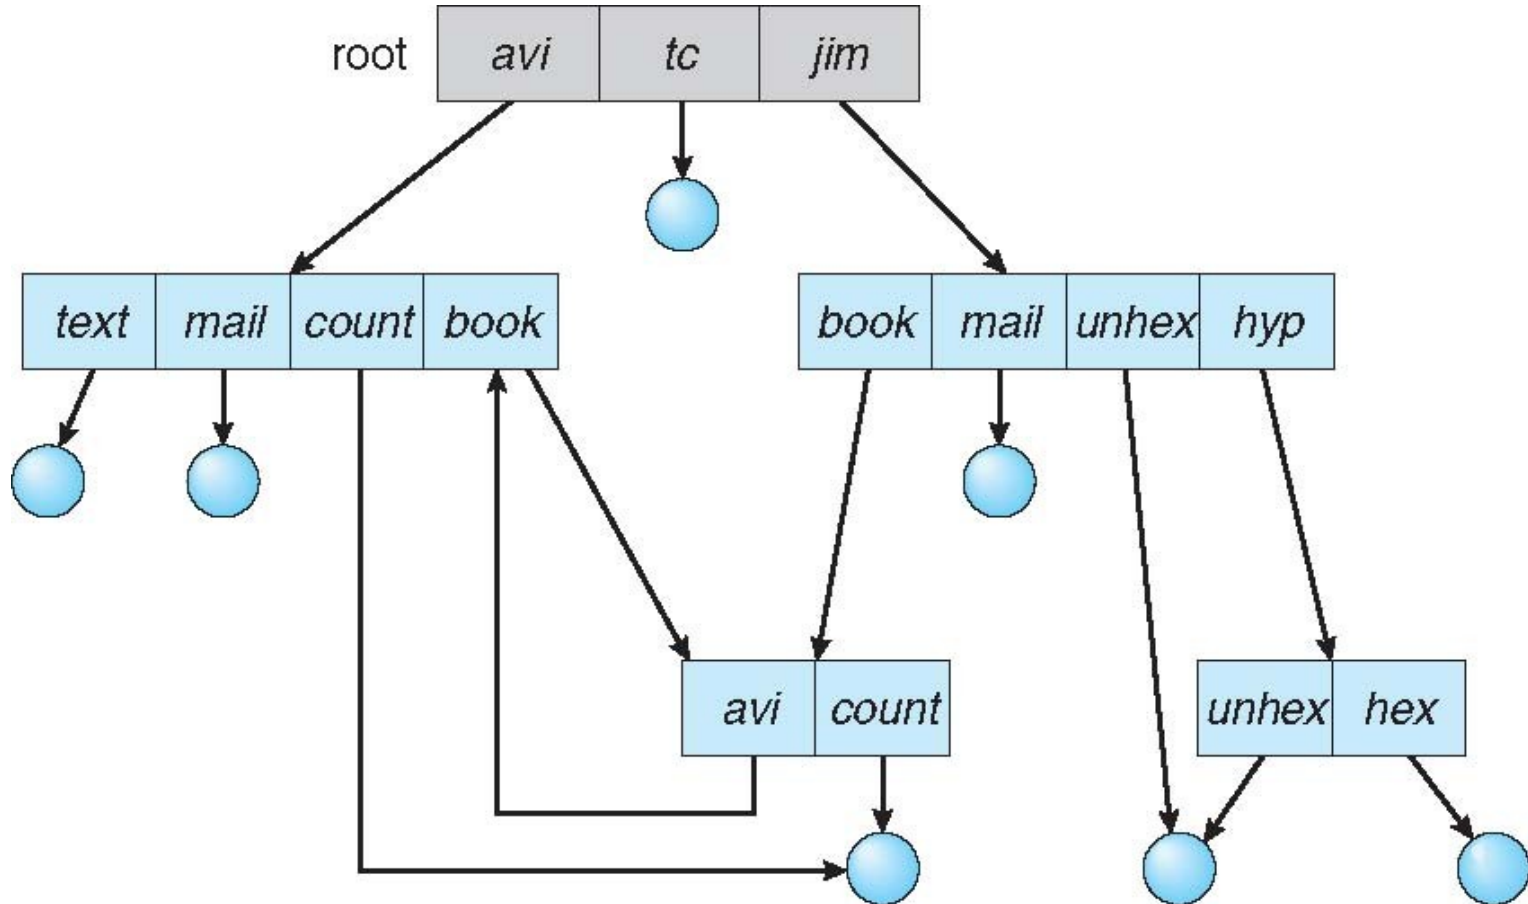 root avi tc jim
text mail count book
book mail unhex hyp
avi count
unhex hex